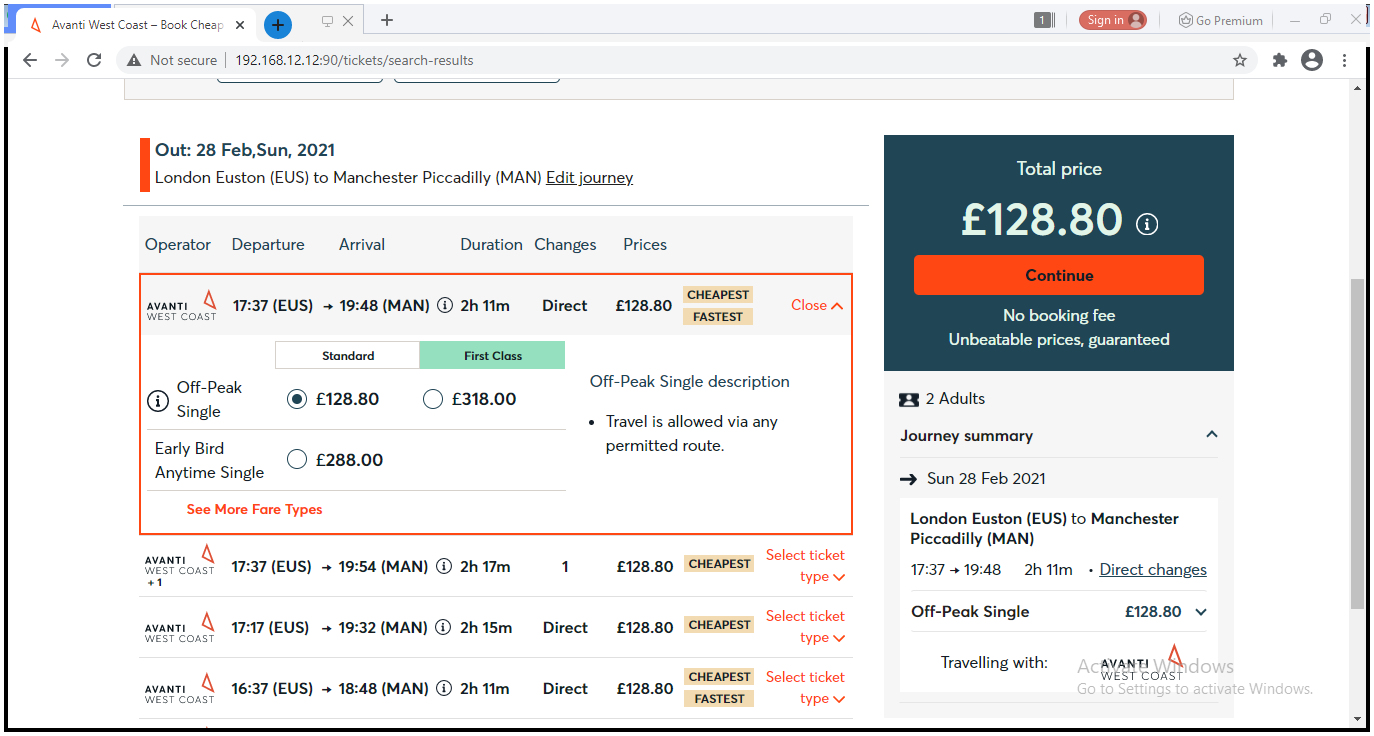 Avanti West Coast – Book Cheap
1
Sign in
Go Premium
Not secure
192.168.12.12:90/tickets/search-results
Out: 28 Feb,Sun, 2021
London Euston (EUS) to Manchester Piccadilly (MAN) Edit journey
Operator Departure Arrival Duration Changes Prices
AVANTI
WEST COAST
17:37 (EUS) → 19:48 (MAN) 2h 11m Direct £128.80
CHEAPEST
FASTEST
Close
Standard First Class
Off-Peak
Single
£128.80 £318.00
Early Bird
Anytime Single
£288.00
See More Fare Types
Off-Peak Single description
• Travel is allowed via any
permitted route.
AVANTI
WEST COAST
+ 1
17:37 (EUS) → 19:54 (MAN) 2h 17m 1 £128.80
CHEAPEST
Select ticket
type
AVANTI
WEST COAST
17:17 (EUS) → 19:32 (MAN) 2h 15m Direct £128.80
CHEAPEST
Select ticket
type
AVANTI
WEST COAST
16:37 (EUS) → 18:48 (MAN) 2h 11m Direct £128.80
CHEAPEST
FASTEST
Select ticket
type
Total price
£128.80
Continue
No booking fee
Unbeatable prices, guaranteed
2 Adults
Journey summary
→ Sun 28 Feb 2021
London Euston (EUS) to Manchester
Piccadilly (MAN)
17:37 → 19:48 2h 11m • Direct changes
Off-Peak Single £128.80
Travelling with:
AVANTI
WEST COAST
Activate Windows
Go to Settings to activate Windows.